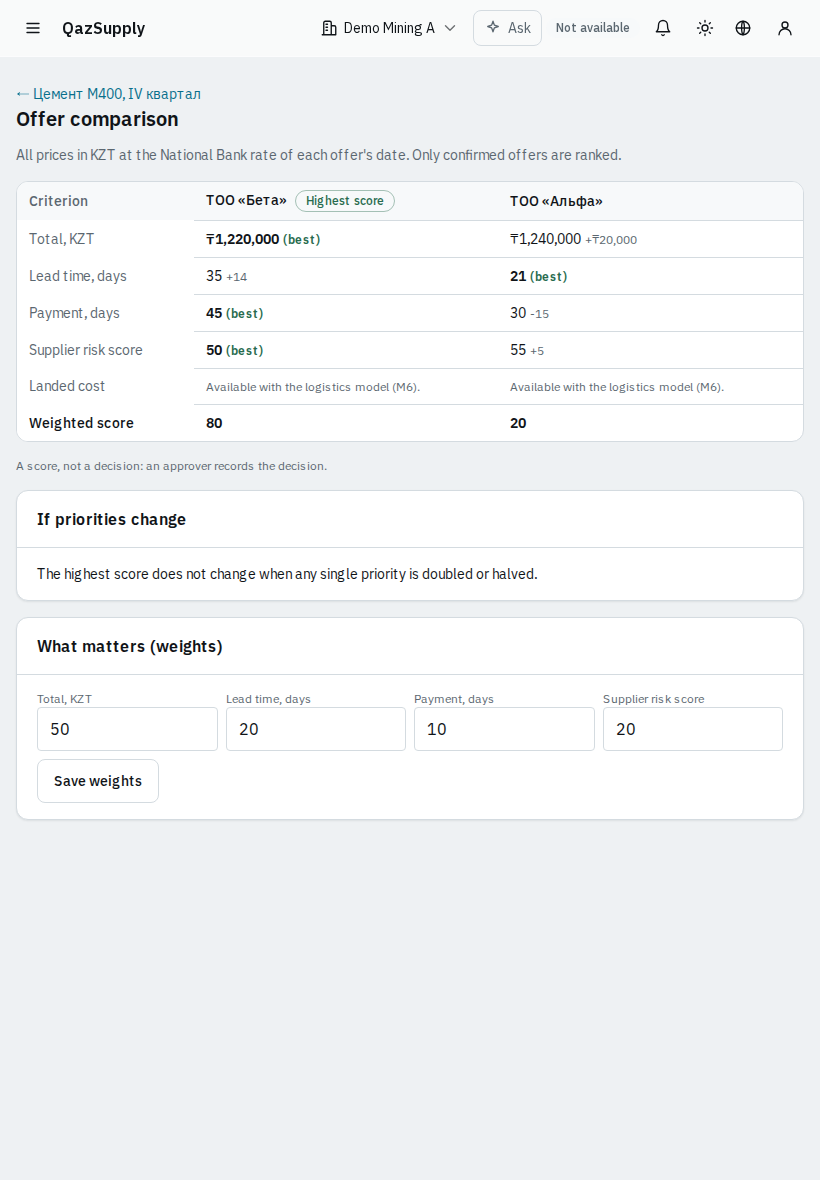 QazSupply
Demo Mining A
Ask
Not available
← Цемент М400, IV квартал
Offer comparison
All prices in KZT at the National Bank rate of each offer's date. Only confirmed offers are ranked.
Criterion ТОО «Бета» Highest score ТОО «Альфа»
Total, KZT ₸1,220,000 (best) ₸1,240,000 +₸20,000
Lead time, days 35 +14 21 (best)
Payment, days 45 (best) 30 -15
Supplier risk score 50 (best) 55 +5
Landed cost Available with the logistics model (M6). Available with the logistics model (M6).
Weighted score 80 20
A score, not a decision: an approver records the decision.
If priorities change
The highest score does not change when any single priority is doubled or halved.
What matters (weights)
Total, KZT Lead time, days Payment, days Supplier risk score
50 20 10 20
Save weights